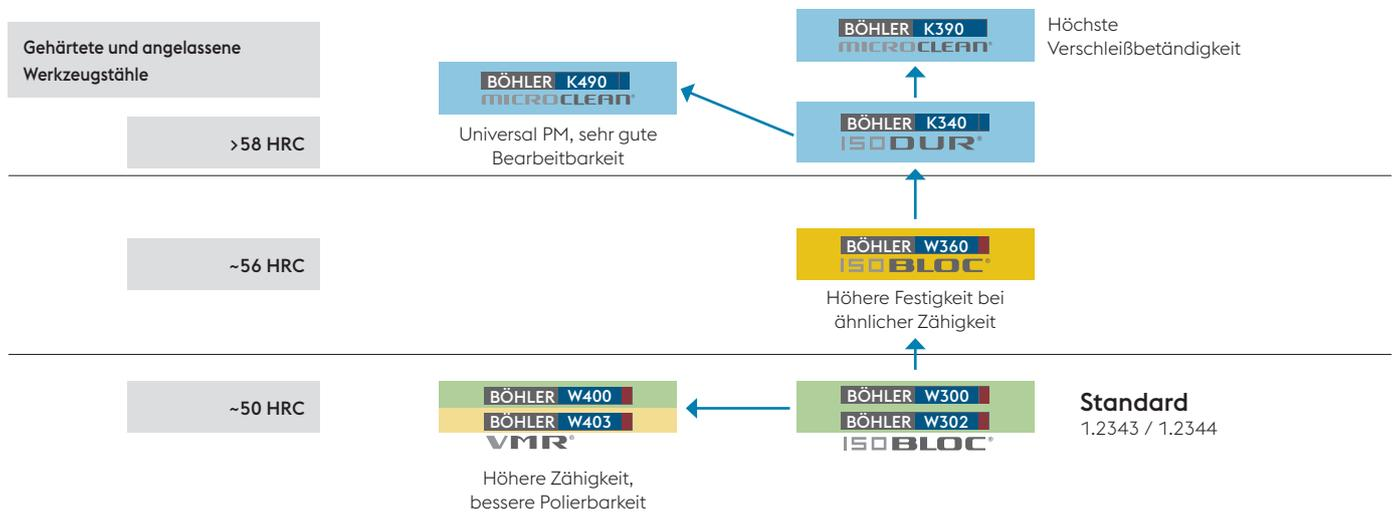 Gehärtete und angelassene
Werkzeugstähle
BÖHLER K390
MICROCLEAN®
Höchste
Verschleißbetändigkeit
BÖHLER K490
MICROCLEAN®
Universal PM, sehr gute
Bearbeitbarkeit
BÖHLER K340
ISODUR®
>58 HRC
~56 HRC
BÖHLER W360
ISOBLOC®
Höhere Festigkeit bei
ähnlicher Zähigkeit
~50 HRC
BÖHLER W400
BÖHLER W403
VMR®
Höhere Zähigkeit,
bessere Polierbarkeit
BÖHLER W300
BÖHLER W302
ISOBLOC®
Standard
1.2343 / 1.2344